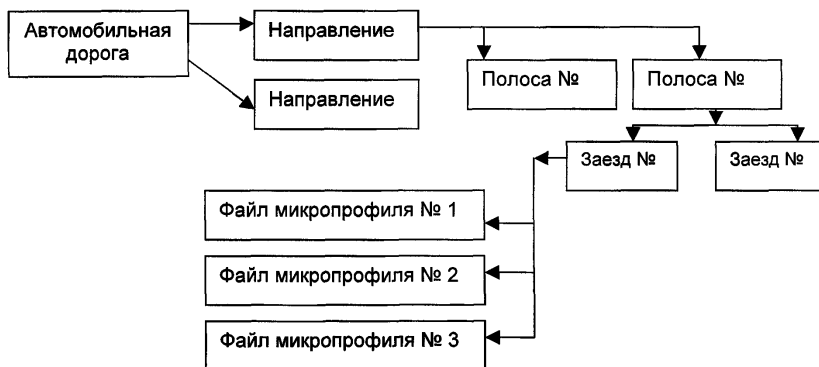 Автомобильная
дорога
Направление
Направление
Полоса №
Полоса №
Заезд №
Заезд №
Файл микропрофиля № 1
Файл микропрофиля № 2
Файл микропрофиля № 3